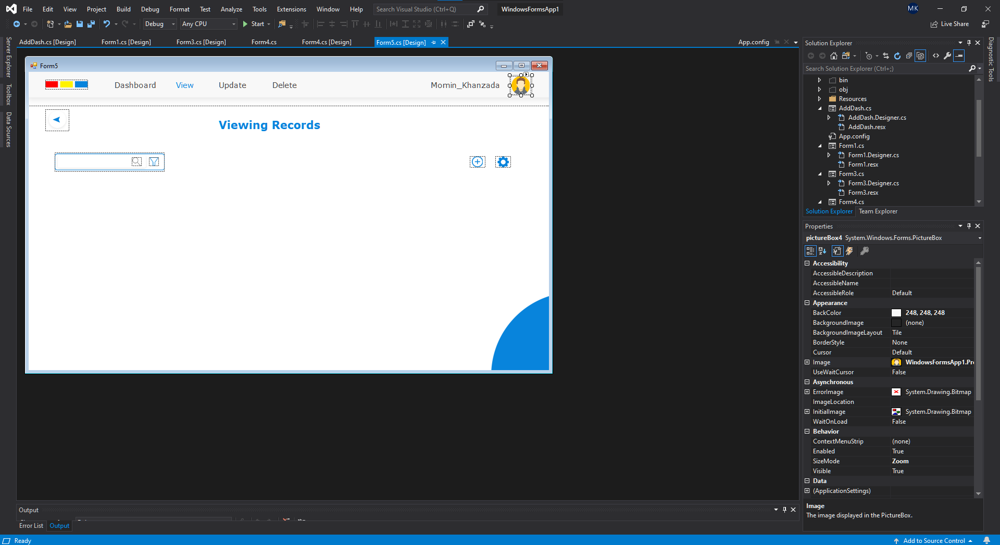 File Edit View Project Build Debug Format Test Analyze Tools Extensions Window Help Search Visual Studio (Ctrl+Q) WindowsFormsApp1 MK
Debug Any CPU Start Live Share
Server Explorer
Toolbox
Data Sources
AddDash.cs [Design] Form1.cs [Design] Form3.cs [Design] Form4.cs Form4.cs [Design] Form5.cs [Design] App.config
Form5
Dashboard View Update Delete Momin_Khanzada
Viewing Records
Solution Explorer
Search Solution Explorer (Ctrl+;)
bin
obj
Resources
AddDash.cs
AddDash.Designer.cs
AddDash.resx
App.config
Form1.cs
Form1.Designer.cs
Form1.resx
Form3.cs
Form3.Designer.cs
Form3.resx
Form4.cs
Solution Explorer Team Explorer
Diagnostic Tools
Properties
pictureBox4 System.Windows.Forms.PictureBox
Accessibility
AccessibleDescription
AccessibleName
AccessibleRole Default
Appearance
BackColor 248, 248, 248
BackgroundImage (none)
BackgroundImageLayout Tile
BorderStyle None
Cursor Default
Image WindowsFormsApp1.Pr
UseWaitCursor False
Asynchronous
ErrorImage System.Drawing.Bitmap
ImageLocation
InitialImage System.Drawing.Bitmap
WaitOnLoad False
Behavior
ContextMenuStrip (none)
Enabled True
SizeMode Zoom
Visible True
Data
(ApplicationSettings)
Image
The image displayed in the PictureBox.
Output
Error List Output
Ready Add to Source Control